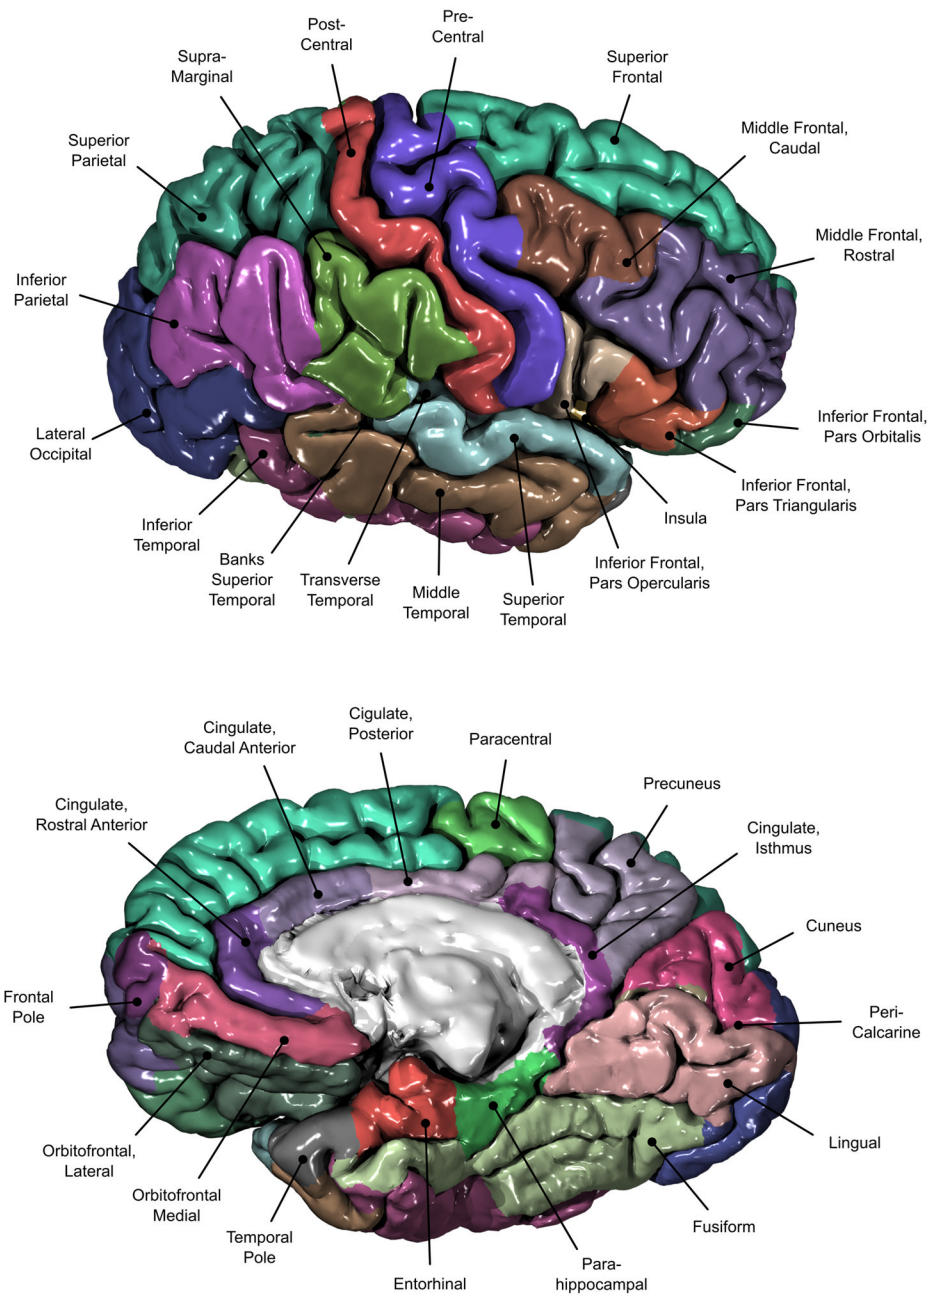 Post-
Central
Pre-
Central
Supra-
Marginal
Superior
Frontal
Superior
Parietal
Middle Frontal,
Caudal
Middle Frontal,
Rostral
Inferior
Parietal
Lateral
Occipital
Inferior Frontal,
Pars Orbitalis
Inferior Frontal,
Pars Triangularis
Insula
Inferior
Temporal
Banks
Superior
Temporal
Transverse
Temporal
Middle
Temporal
Superior
Temporal
Inferior Frontal,
Pars Opercularis
Cingulate,
Caudal Anterior
Cigulate,
Posterior
Paracentral
Precuneus
Cingulate,
Rostral Anterior
Cingulate,
Isthmus
Cuneus
Frontal
Pole
Peri-
Calcarine
Orbitofrontal,
Lateral
Lingual
Orbitofrontal
Medial
Temporal
Pole
Fusiform
Entorhinal
Para-
hippocampal